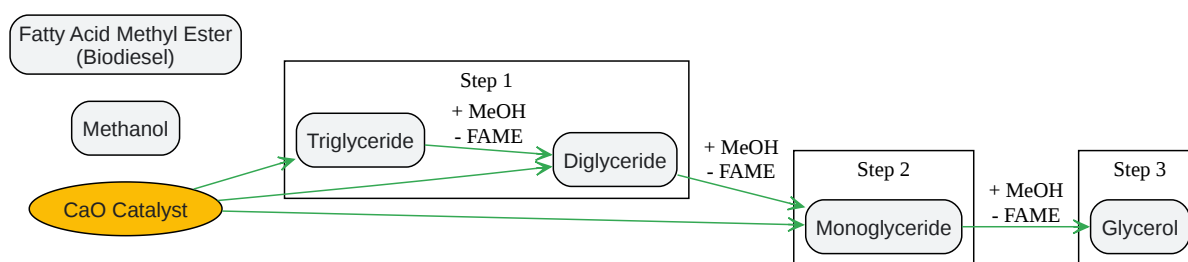 Fatty Acid Methyl Ester
(Biodiesel)
Methanol
CaO Catalyst
Step 1
Triglyceride
+ MeOH
- FAME
Diglyceride
+ MeOH
- FAME
Step 2
Monoglyceride
+ MeOH
- FAME
Step 3
Glycerol